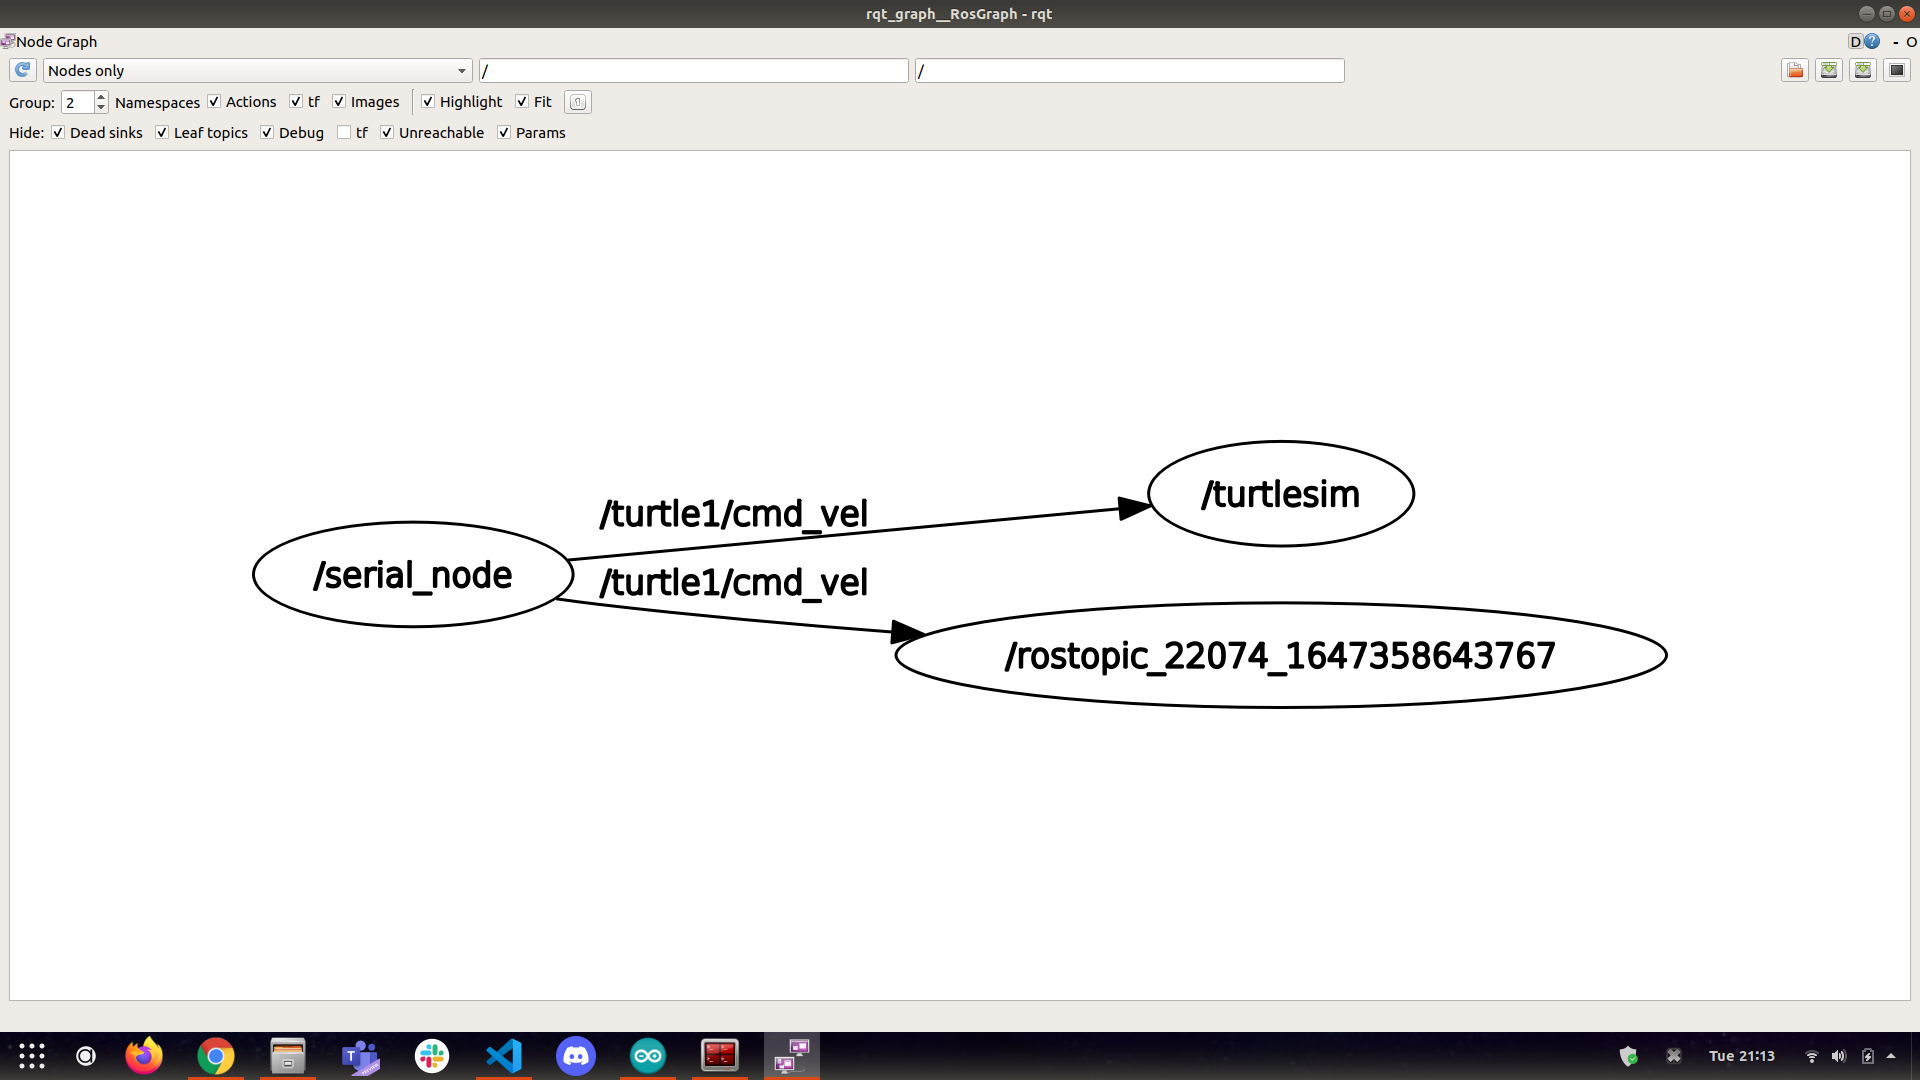 rqt_graph__RosGraph - rqt
Node Graph
D ? - O
Nodes only / /
Group: 2 Namespaces Actions tf Images Highlight Fit
Hide: Dead sinks Leaf topics Debug tf Unreachable Params
/turtlesim
/turtle1/cmd_vel
/serial_node
/turtle1/cmd_vel
/rostopic_22074_1647358643767
Tue 21:13